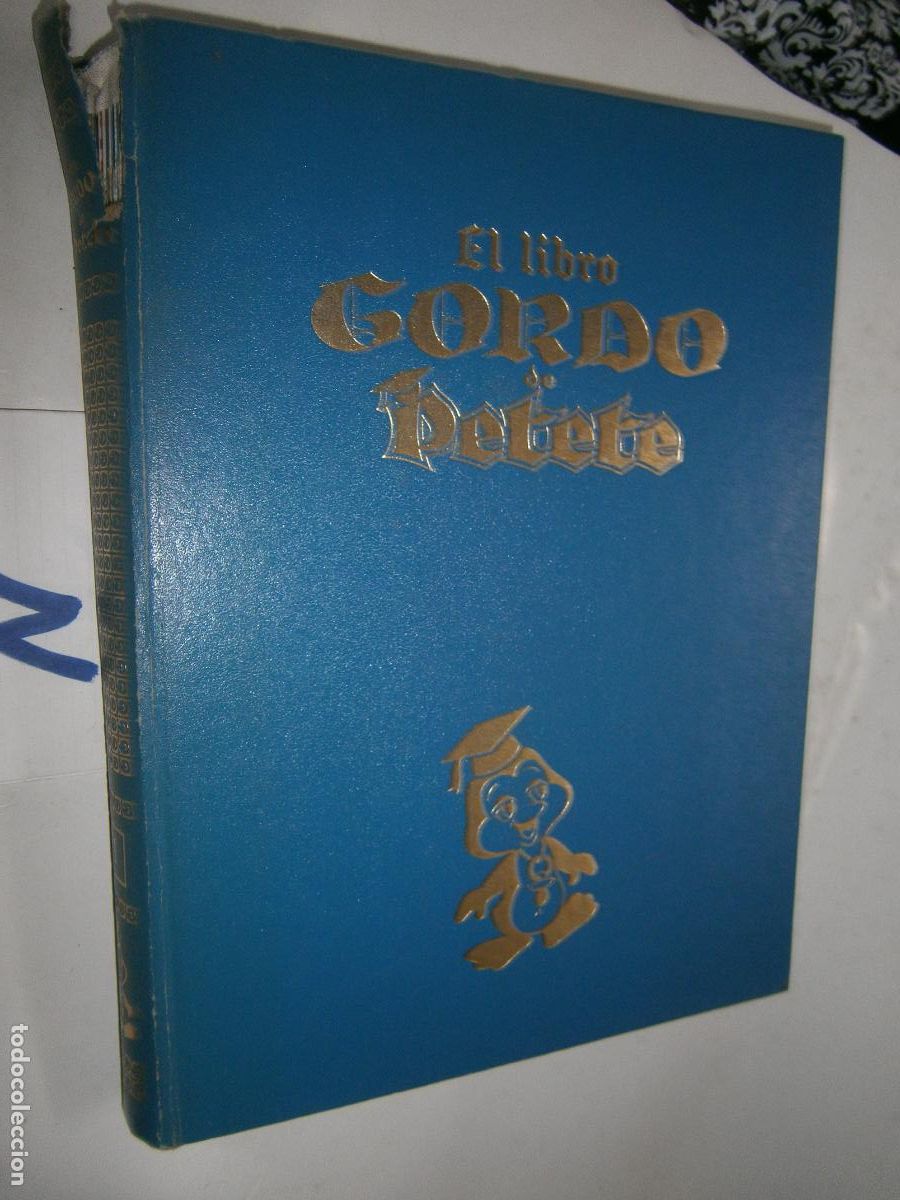 El libro
GORDO
de
Petete
todocoleccion